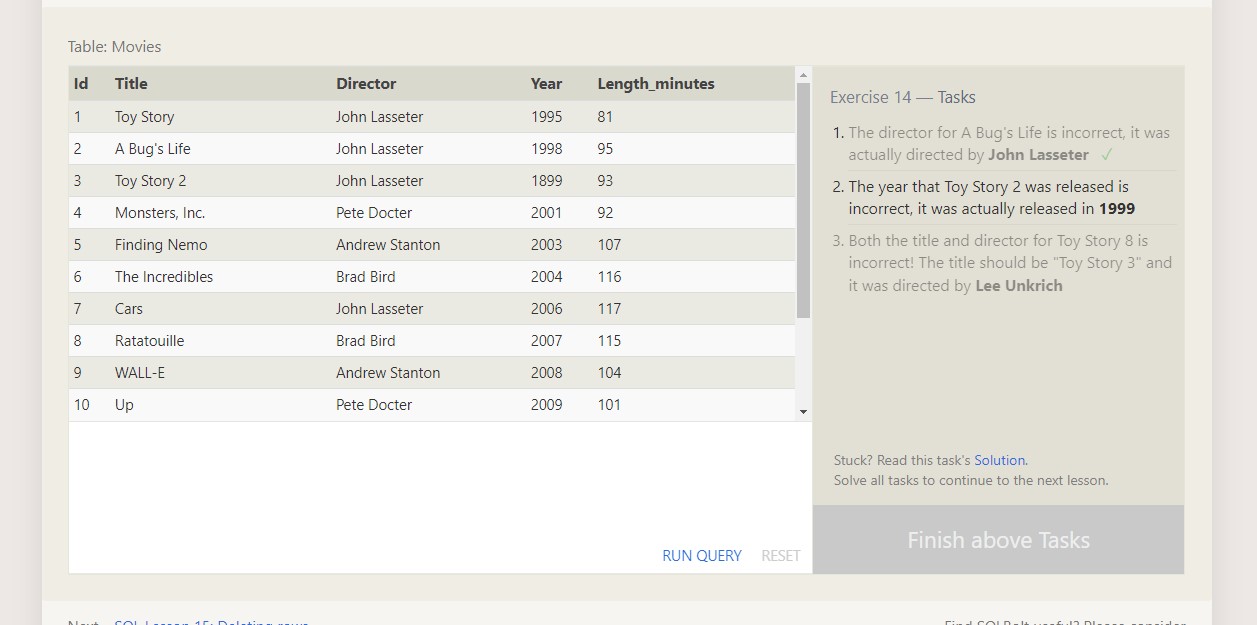 Table: Movies
Id Title Director Year Length_minutes
1 Toy Story John Lasseter 1995 81
2 A Bug's Life John Lasseter 1998 95
3 Toy Story 2 John Lasseter 1899 93
4 Monsters, Inc. Pete Docter 2001 92
5 Finding Nemo Andrew Stanton 2003 107
6 The Incredibles Brad Bird 2004 116
7 Cars John Lasseter 2006 117
8 Ratatouille Brad Bird 2007 115
9 WALL-E Andrew Stanton 2008 104
10 Up Pete Docter 2009 101
RUN QUERY RESET
Exercise 14 — Tasks
1. The director for A Bug's Life is incorrect, it was
actually directed by John Lasseter ✓
2. The year that Toy Story 2 was released is
incorrect, it was actually released in 1999
3. Both the title and director for Toy Story 8 is
incorrect! The title should be "Toy Story 3" and
it was directed by Lee Unkrich
Stuck? Read this task's Solution.
Solve all tasks to continue to the next lesson.
Finish above Tasks
Next – SQL Lesson 15: Deleting rows
Find SQLBolt useful? Please consider